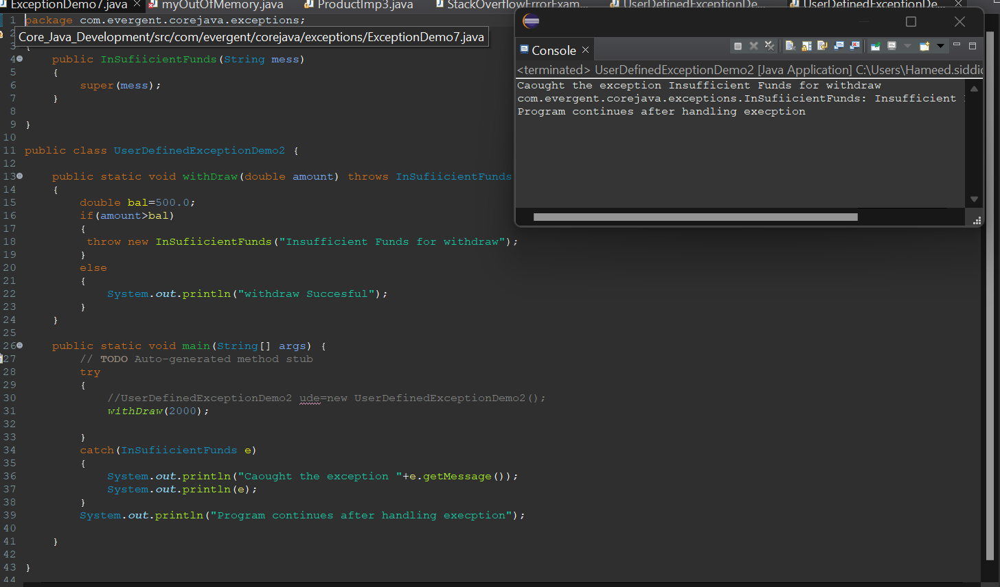 ExceptionDemo7.java
myOutOfMemory.java
ProductImp3.java
StackOverflowErrorExam...
UserDefinedExceptionDe...
UserDefinedExceptionDe...
1 package com.evergent.corejava.exceptions;
2
Core_Java_Development/src/com/evergent/corejava/exceptions/ExceptionDemo7.java
3 {
4 public InSufiicientFunds(String mess)
5 {
6 super(mess);
7 }
8
9 }
10
11 public class UserDefinedExceptionDemo2 {
12
13 public static void withDraw(double amount) throws InSufiicientFunds
14 {
15 double bal=500.0;
16 if(amount>bal)
17 {
18 throw new InSufiicientFunds("Insufficient Funds for withdraw");
19 }
20 else
21 {
22 System.out.println("withdraw Succesful");
23 }
24 }
25
26 public static void main(String[] args) {
27 // TODO Auto-generated method stub
28 try
29 {
30 //UserDefinedExceptionDemo2 ude=new UserDefinedExceptionDemo2();
31 withDraw(2000);
32
33 }
34 catch(InSufiicientFunds e)
35 {
36 System.out.println("Caought the exception "+e.getMessage());
37 System.out.println(e);
38 }
39 System.out.println("Program continues after handling execption");
40
41 }
42
43 }
44
Console
<terminated> UserDefinedExceptionDemo2 [Java Application] C:\Users\Hameed.siddi
Caought the exception Insufficient Funds for withdraw
com.evergent.corejava.exceptions.InSufiicientFunds: Insufficient
Program continues after handling execption